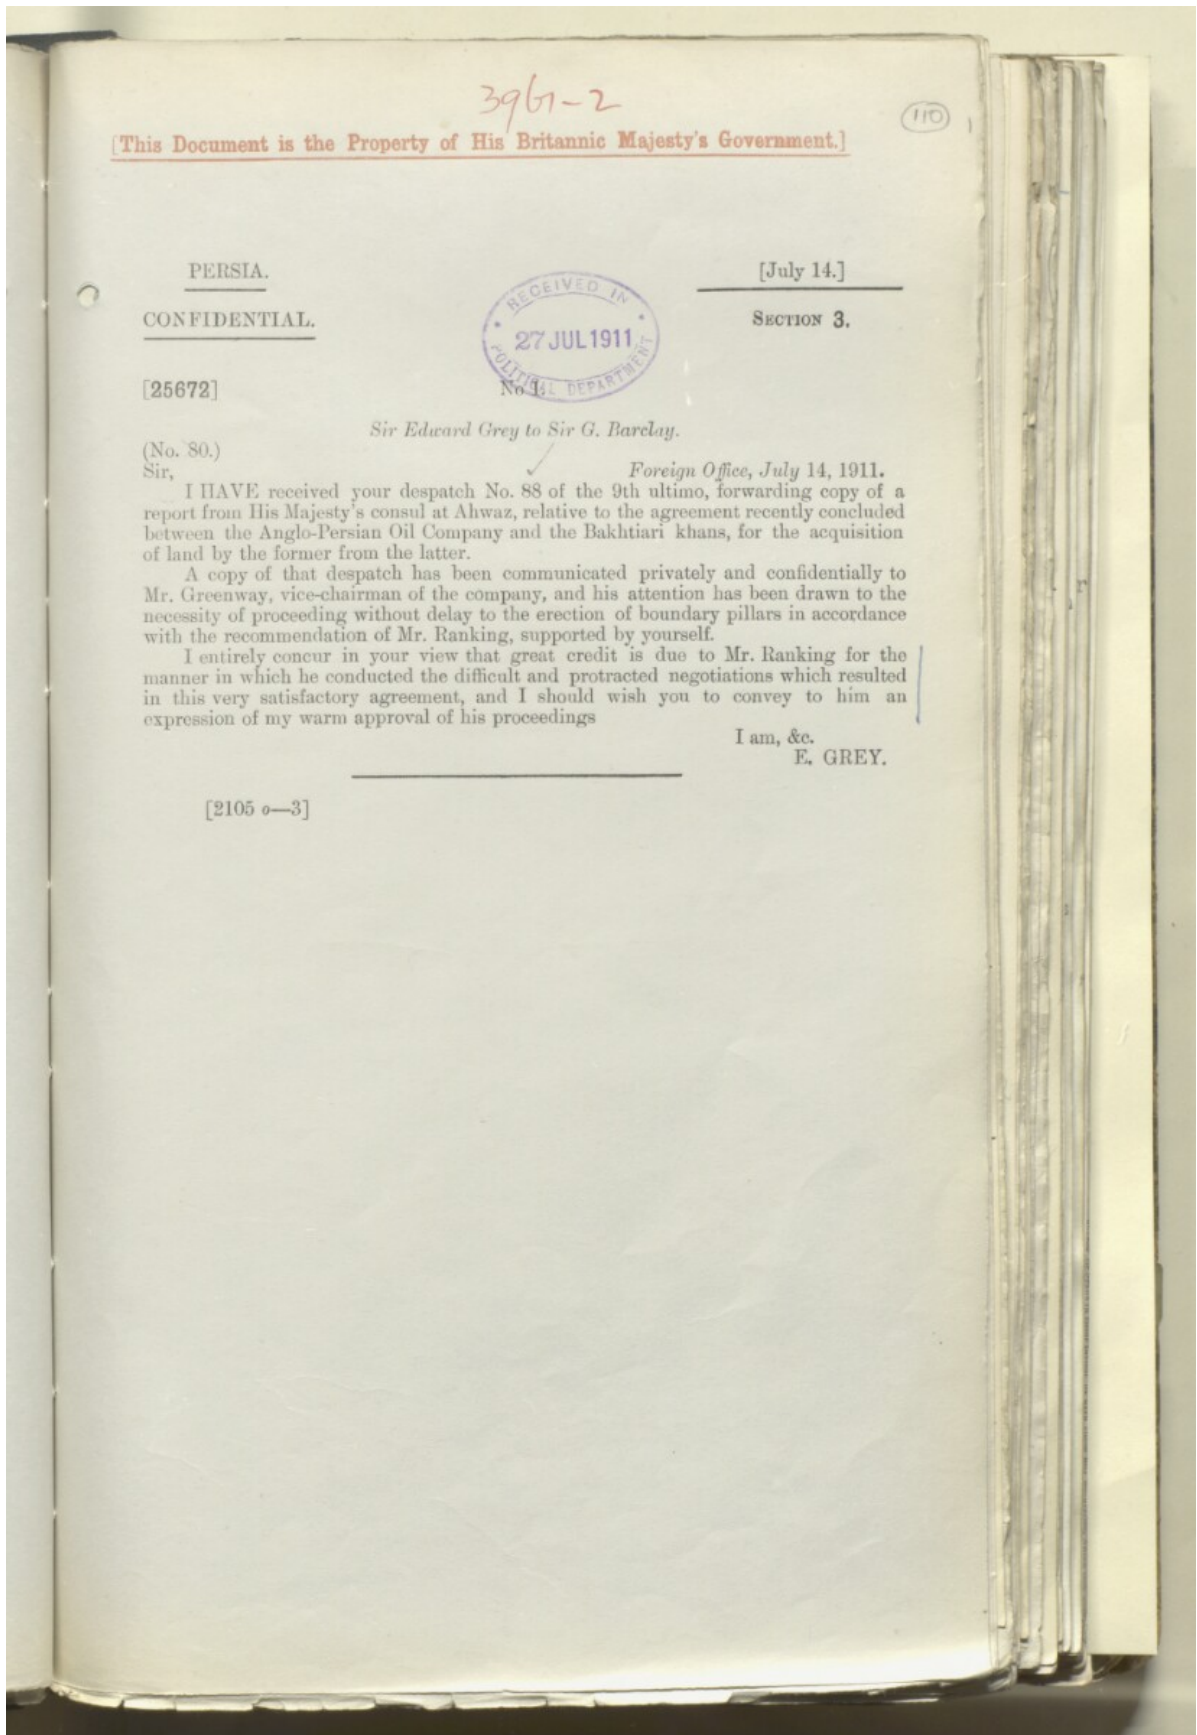 3961-2
110
[This Document is the Property of His Britannic Majesty's Government.]
PERSIA.
[July 14.]
CONFIDENTIAL.
SECTION 3.
RECEIVED IN
27 JUL 1911
POLITICAL DEPARTMENT
[25672]
No. 1.
Sir Edward Grey to Sir G. Barclay.
(No. 80.)
Sir,
Foreign Office, July 14, 1911.
I HAVE received your despatch No. 88 of the 9th ultimo, forwarding copy of a
report from His Majesty's consul at Ahwaz, relative to the agreement recently concluded
between the Anglo-Persian Oil Company and the Bakhtiari khans, for the acquisition
of land by the former from the latter.
A copy of that despatch has been communicated privately and confidentially to
Mr. Greenway, vice-chairman of the company, and his attention has been drawn to the
necessity of proceeding without delay to the erection of boundary pillars in accordance
with the recommendation of Mr. Ranking, supported by yourself.
I entirely concur in your view that great credit is due to Mr. Ranking for the
manner in which he conducted the difficult and protracted negotiations which resulted
in this very satisfactory agreement, and I should wish you to convey to him an
expression of my warm approval of his proceedings
I am, &c.
E. GREY.
[2105 o—3]